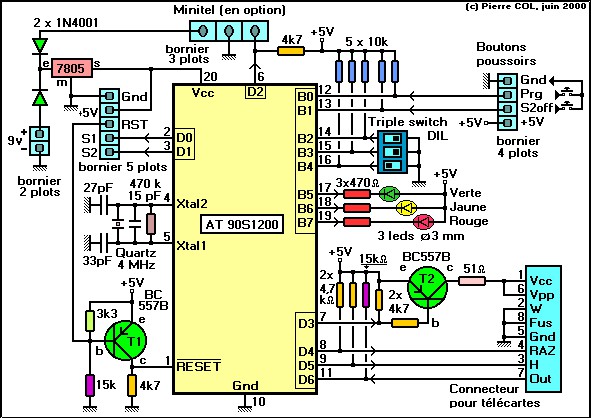 (c) Pierre COL, juin 2000
Minitel (en option)
2 x 1N4001
bornier
3 plots
4k7
+5V
5 x 10k
Boutons
poussoirs
e
7805
s
m
20
Vcc
6
D2
Gnd
+5V
RST
S1
S2
bornier 5 plots
2
D0
3
D1
9v
bornier
2 plots
12
B0
13
B1
Gnd
Prg
S2off
+5V
+5V
bornier
4 plots
Triple switch
DIL
14
B2
15
B3
16
B4
27pF
470 k
15 pF
4
Xtal2
5
Xtal1
33pF
Quartz
4 MHz
AT 90S1200
17
B5
18
B6
19
B7
3x470Ω
+5V
Verte
Jaune
Rouge
3 leds Ø3 mm
+5V
15kΩ
BC557B
e
T2
c
b
51Ω
2x
4,7
kΩ
2x
4k7
+5V
BC
557B
3k3
e
T1
b
c
15k
4k7
1
RESET
Gnd
10
D3
7
D4
8
D5
9
D6
11
1
Vcc
6
Vpp
2
W
8
Fus
5
Gnd
4
RAZ
3
H
7
Out
Connecteur
pour télécartes